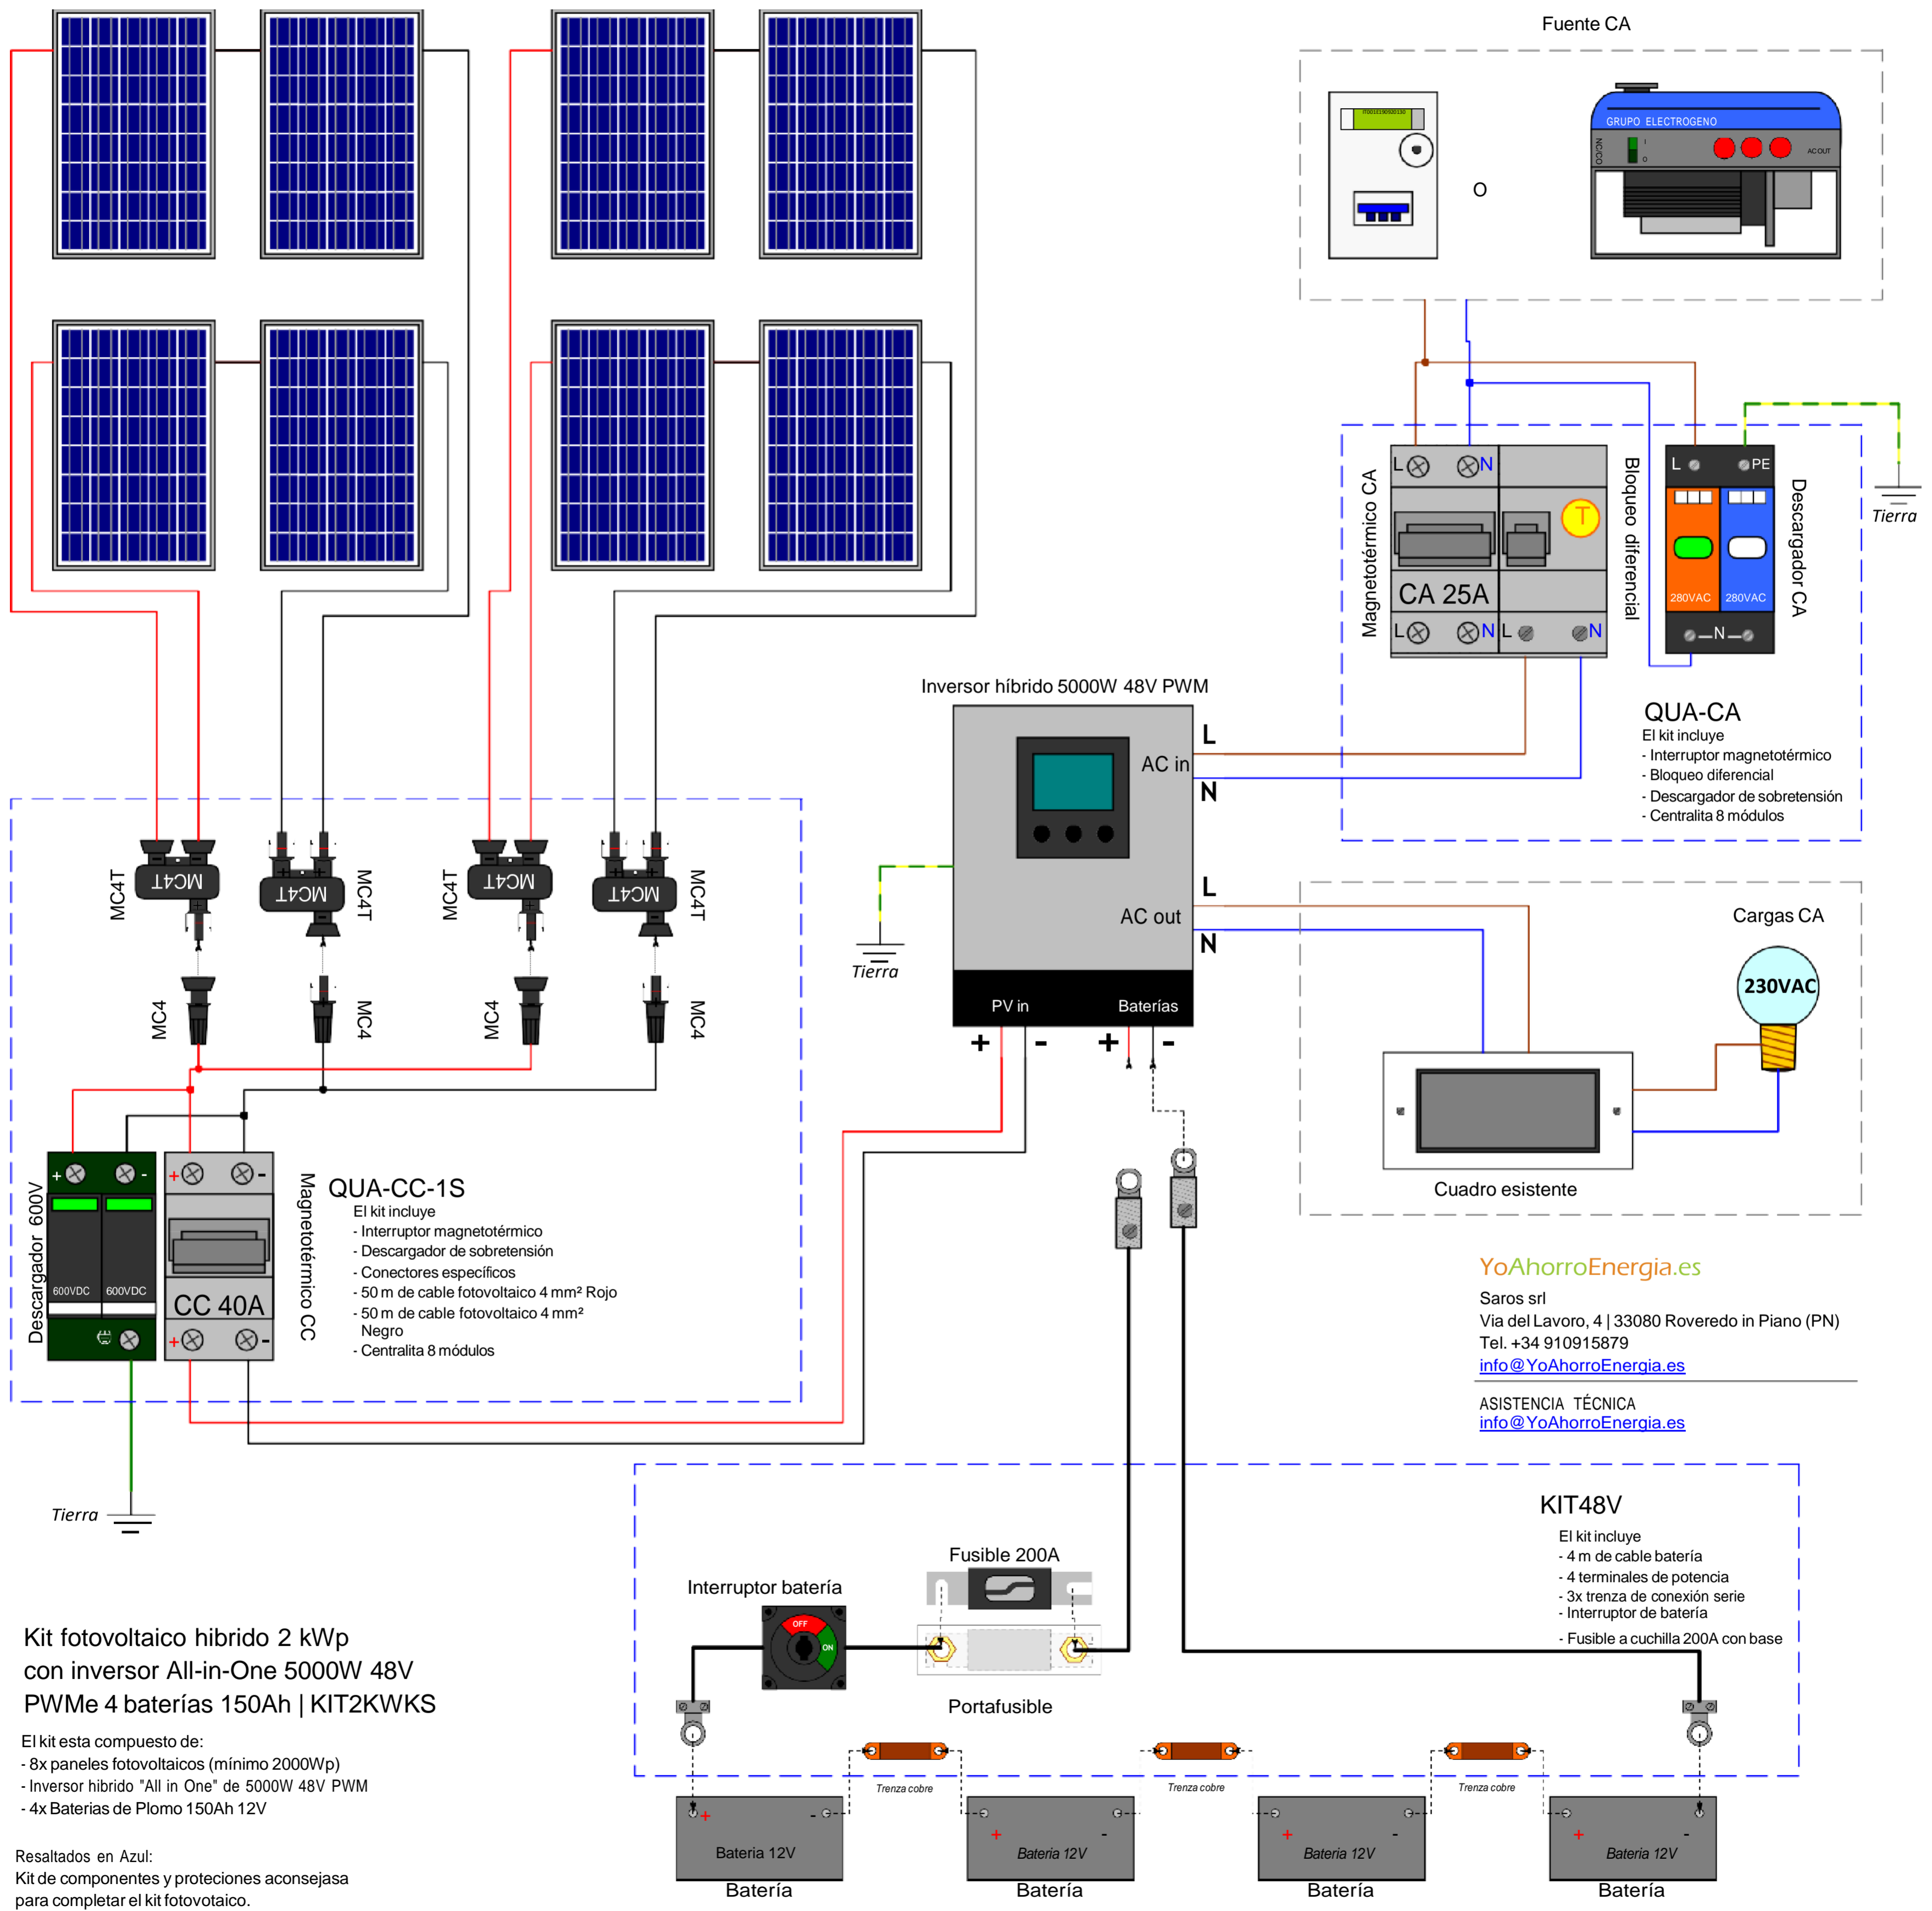 Fuente CA
IT001E190920130
GRUPO ELECTROGENO
I
O
AC OUT
O
Magnetotérmico CA
L
N
T
CA 25A
L
N
L
N
Bloqueo diferencial
L
PE
280VAC
280VAC
N
Descargador CA
Tierra
QUA-CA
El kit incluye
- Interruptor magnetotérmico
- Bloqueo diferencial
- Descargador de sobretensión
- Centralita 8 módulos
Inversor híbrido 5000W 48V PWM
L
AC in
N
L
AC out
N
PV in
Baterías
+
-
+
-
Tierra
Cargas CA
230VAC
Cuadro esistente
MC4T
MC4T
MC4T
MC4T
MC4T
MC4T
MC4T
MC4T
MC4
MC4
MC4
MC4
Descargador 600V
+
-
600VDC
600VDC
+
-
CC 40A
+
-
Magnetotérmico CC
Tierra
QUA-CC-1S
El kit incluye
- Interruptor magnetotérmico
- Descargador de sobretensión
- Conectores específicos
- 50 m de cable fotovoltaico 4 mm² Rojo
- 50 m de cable fotovoltaico 4 mm²
Negro
- Centralita 8 módulos
YoAhorroEnergia.es
Saros srl
Via del Lavoro, 4 | 33080 Roveredo in Piano (PN)
Tel. +34 910915879
info@YoAhorroEnergia.es
ASISTENCIA TÉCNICA
info@YoAhorroEnergia.es
KIT48V
El kit incluye
- 4 m de cable batería
- 4 terminales de potencia
- 3x trenza de conexión serie
- Interruptor de batería
- Fusible a cuchilla 200A con base
Fusible 200A
Interruptor batería
OFF
ON
Portafusible
Trenza cobre
Trenza cobre
Trenza cobre
+
-
Bateria 12V
Batería
+
-
Bateria 12V
Batería
+
-
Bateria 12V
Batería
+
-
Bateria 12V
Batería
Kit fotovoltaico hibrido 2 kWp
con inversor All-in-One 5000W 48V
PWMe 4 baterías 150Ah | KIT2KWKS
El kit esta compuesto de:
- 8x paneles fotovoltaicos (mínimo 2000Wp)
- Inversor hibrido "All in One" de 5000W 48V PWM
- 4x Baterias de Plomo 150Ah 12V
Resaltados en Azul:
Kit de componentes y proteciones aconsejasa
para completar el kit fotovotaico.